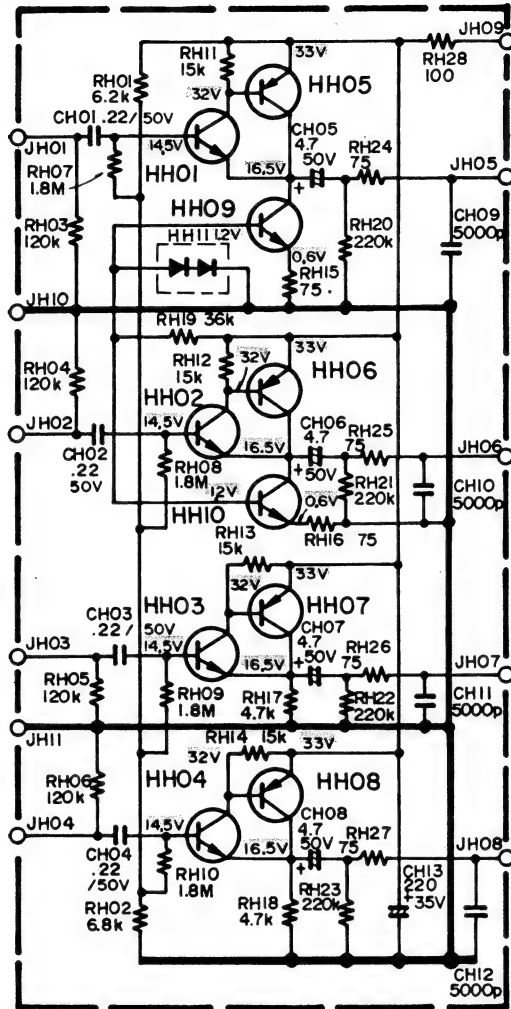 JH09
RH28
100
RH11
15k
33V
HH05
RH01
6.2k
32V
CH01 .22/50V
CH05
4.7
50V
RH24
75
14.5V
JH01
JH05
RH07
1.8M
HH01
16.5V
+
RH03
120k
HH09
HH11 1.2V
RH20
220k
CH09
5000p
0.6V
RH15
75
JH10
RH19 36k
RH12
15k
32V
33V
HH06
RH04
120k
HH02
14.5V
CH06
4.7
50V
RH25
75
JH02
JH06
16.5V
+
CH02
.22
50V
RH08
1.8M
RH21
220k
CH10
5000p
12V
HH10
0.6V
RH16 75
RH13
15k
33V
32V
CH03
.22/
50V
HH03
HH07
CH07
4.7
50V
RH26
75
14.5V
JH03
JH07
16.5V
+
RH05
120k
RH09
1.8M
RH17
4.7k
RH22
220k
CH11
5000p
JH11
RH14 15k
32V
33V
RH06
120k
HH04
HH08
CH08
4.7
50V
RH27
75
14.5V
JH04
JH08
16.5V
+
CH04
.22
/50V
RH10
1.8M
RH18
4.7k
RH23
220k
CH13
220
+35V
RH02
6.8k
CH12
5000p